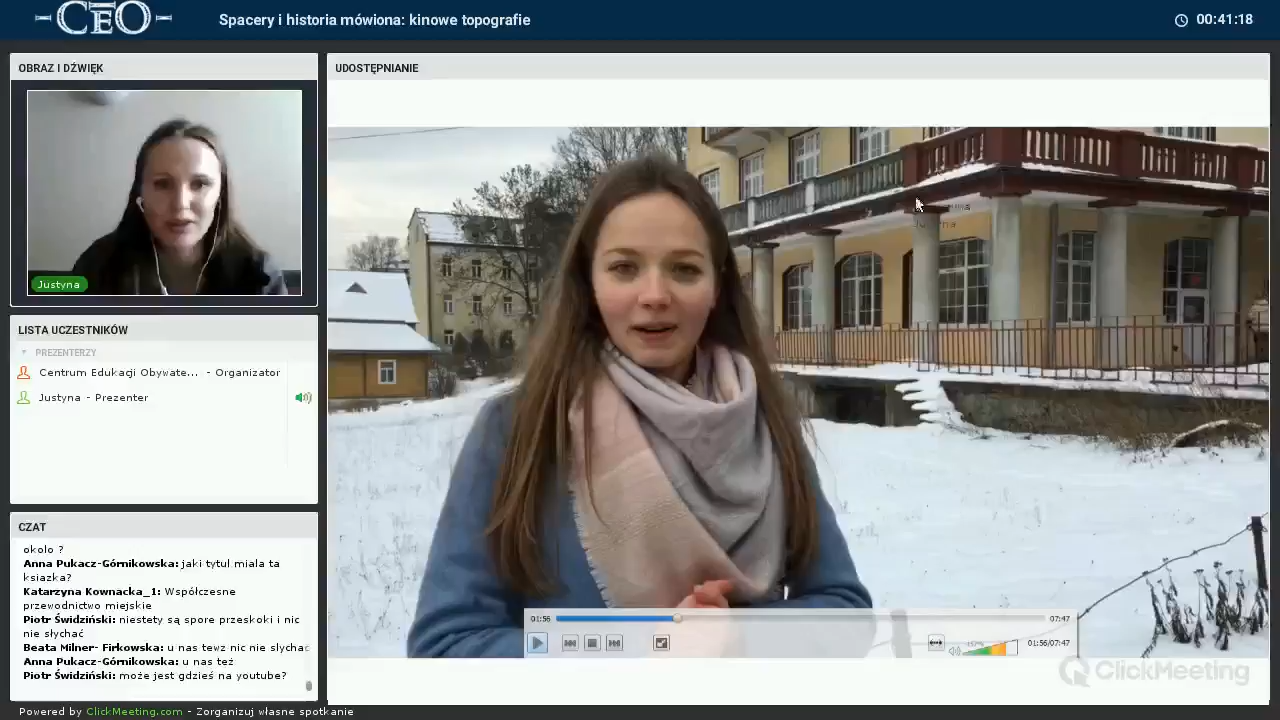 CEO
Spacery i historia mówiona: kinowe topografie
00:41:18
OBRAZ I DŹWIĘK
Justyna
LISTA UCZESTNIKÓW
PREZENTERZY
Centrum Edukacji Obywate... - Organizator
Justyna - Prezenter
CZAT
okolo ?
Anna Pukacz-Górnikowska: jaki tytuł miala ta
ksiazka?
Katarzyna Kownacka_1: Współczesne
przewodnictwo miejskie
Piotr Świdziński: niestety są spore przeskoki i nic
nie słychać
Beata Milner- Firkowska: u nas tewz nic nie slychac
Anna Pukacz-Górnikowska: u nas też
Piotr Świdziński: może jest gdzieś na youtube?
UDOSTĘPNIANIE
Justyna
01:56
07:47
01:56/07:47
ClickMeeting
Powered by ClickMeeting.com - Zorganizuj własne spotkanie